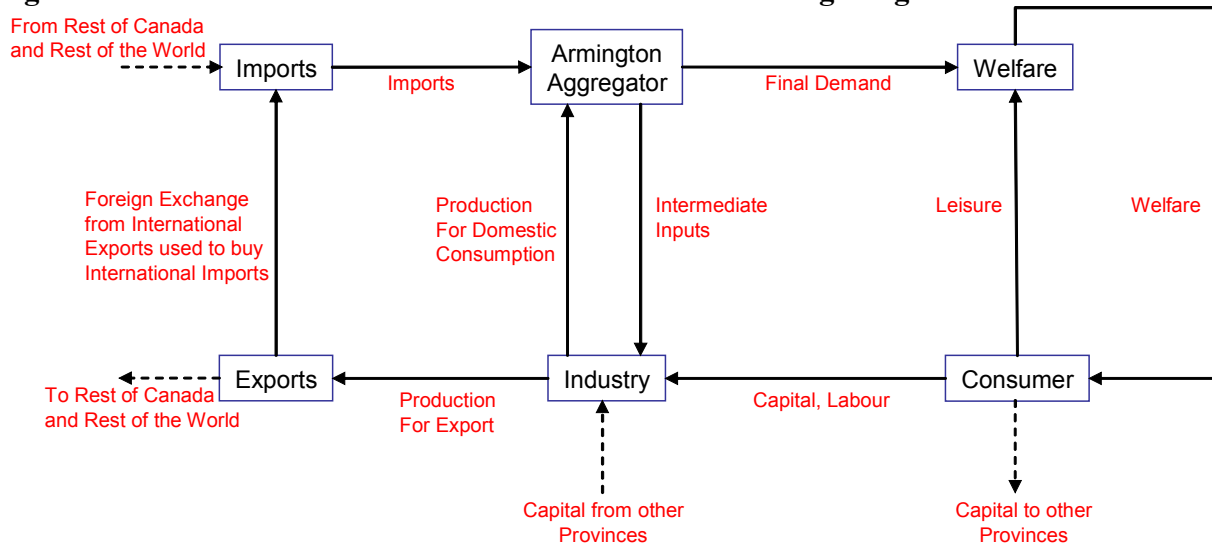 From Rest of Canada
and Rest of the World
Imports
Imports
Armington
Aggregator
Final Demand
Welfare
Foreign Exchange
from International
Exports used to buy
International Imports
Production
For Domestic
Consumption
Intermediate
Inputs
Leisure
Welfare
To Rest of Canada
and Rest of the World
Exports
Production
For Export
Industry
Capital, Labour
Consumer
Capital from other
Provinces
Capital to other
Provinces